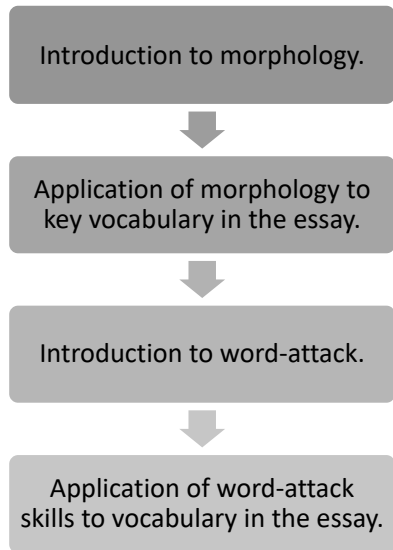 Introduction to morphology.
Application of morphology to
key vocabulary in the essay.
Introduction to word-attack.
Application of word-attack
skills to vocabulary in the essay.